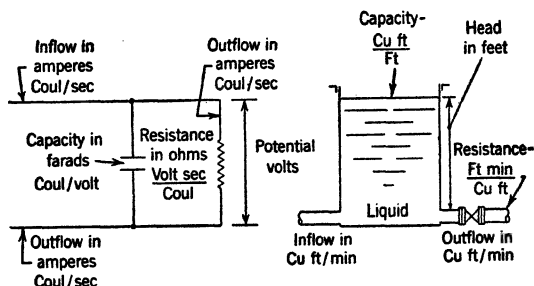 Inflow in
amperes
Coul/sec
Outflow in
amperes
Coul/sec
Capacity in
farads
Coul/volt
Resistance
in ohms
Volt sec
Coul
Potential
volts
Outflow in
amperes
Coul/sec
Capacity-
Cu ft
Ft
Head
in feet
Resistance-
Ft min
Cu ft
Liquid
Inflow in
Cu ft/min
Outflow in
Cu ft/min